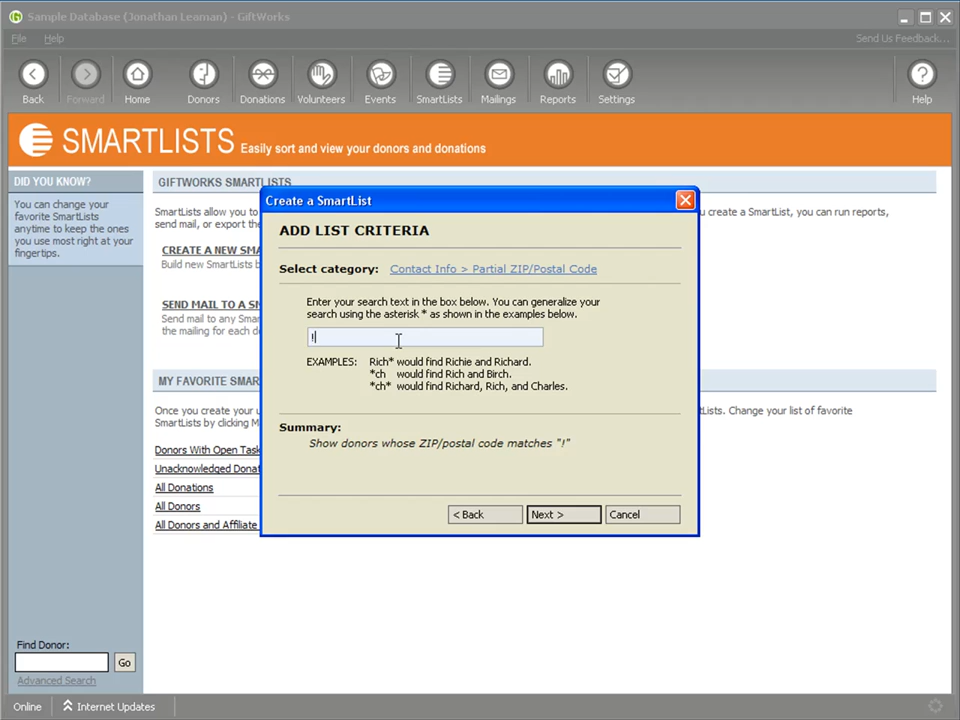 Sample Database (Jonathan Leaman) - GiftWorks
File Help Send Us Feedback...
Back Forward Home Donors Donations Volunteers Events SmartLists Mailings Reports Settings Help
SMARTLISTS Easily sort and view your donors and donations
DID YOU KNOW?
You can change your
favorite SmartLists
anytime to keep the ones
you use most right at your
fingertips.
GIFTWORKS SMARTLISTS
SmartLists allow you to
u create a SmartList, you can run reports,
send mail, or export the
CREATE A NEW SMA
Build new SmartLists b
SEND MAIL TO A SM
the mailing for each d
MY FAVORITE SMAR
Once you create your u
Lists. Change your list of favorite
SmartLists by clicking M
Donors With Open Task
Unacknowledged Donat
All Donations
All Donors
All Donors and Affiliate
Create a SmartList
ADD LIST CRITERIA
Select category: Contact Info > Partial ZIP/Postal Code
Enter your search text in the box below. You can generalize your
search using the asterisk * as shown in the examples below.
!
EXAMPLES: Rich* would find Richie and Richard.
*ch would find Rich and Birch.
*ch* would find Richard, Rich, and Charles.
Summary:
Show donors whose ZIP/postal code matches "!"
< Back Next > Cancel
Find Donor:
Go
Advanced Search
Online Internet Updates